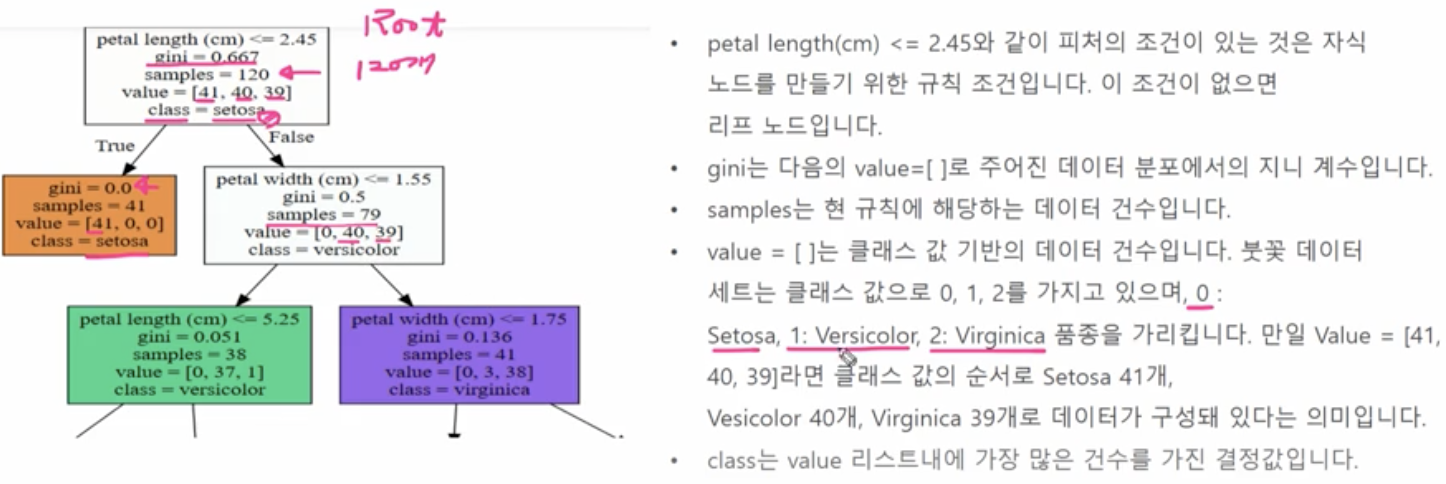 Root
120개
petal length (cm) <= 2.45
gini = 0.667
samples = 120
value = [41, 40, 39]
class = setosa
True
False
gini = 0.0
samples = 41
value = [41, 0, 0]
class = setosa
petal width (cm) <= 1.55
gini = 0.5
samples = 79
value = [0, 40, 39]
class = versicolor
petal length (cm) <= 5.25
gini = 0.051
samples = 38
value = [0, 37, 1]
class = versicolor
petal width (cm) <= 1.75
gini = 0.136
samples = 41
value = [0, 3, 38]
class = virginica
• petal length(cm) <= 2.45와 같이 피처의 조건이 있는 것은 자식
노드를 만들기 위한 규칙 조건입니다. 이 조건이 없으면
리프 노드입니다.
• gini는 다음의 value=[ ]로 주어진 데이터 분포에서의 지니 계수입니다.
• samples는 현 규칙에 해당하는 데이터 건수입니다.
• value = [ ]는 클래스 값 기반의 데이터 건수입니다. 붓꽃 데이터
세트는 클래스 값으로 0, 1, 2를 가지고 있으며, 0 :
Setosa, 1: Versicolor, 2: Virginica 품종을 가리킵니다. 만일 Value = [41,
40, 39]라면 클래스 값의 순서로 Setosa 41개,
Vesicolor 40개, Virginica 39개로 데이터가 구성돼 있다는 의미입니다.
• class는 value 리스트내에 가장 많은 건수를 가진 결정값입니다.